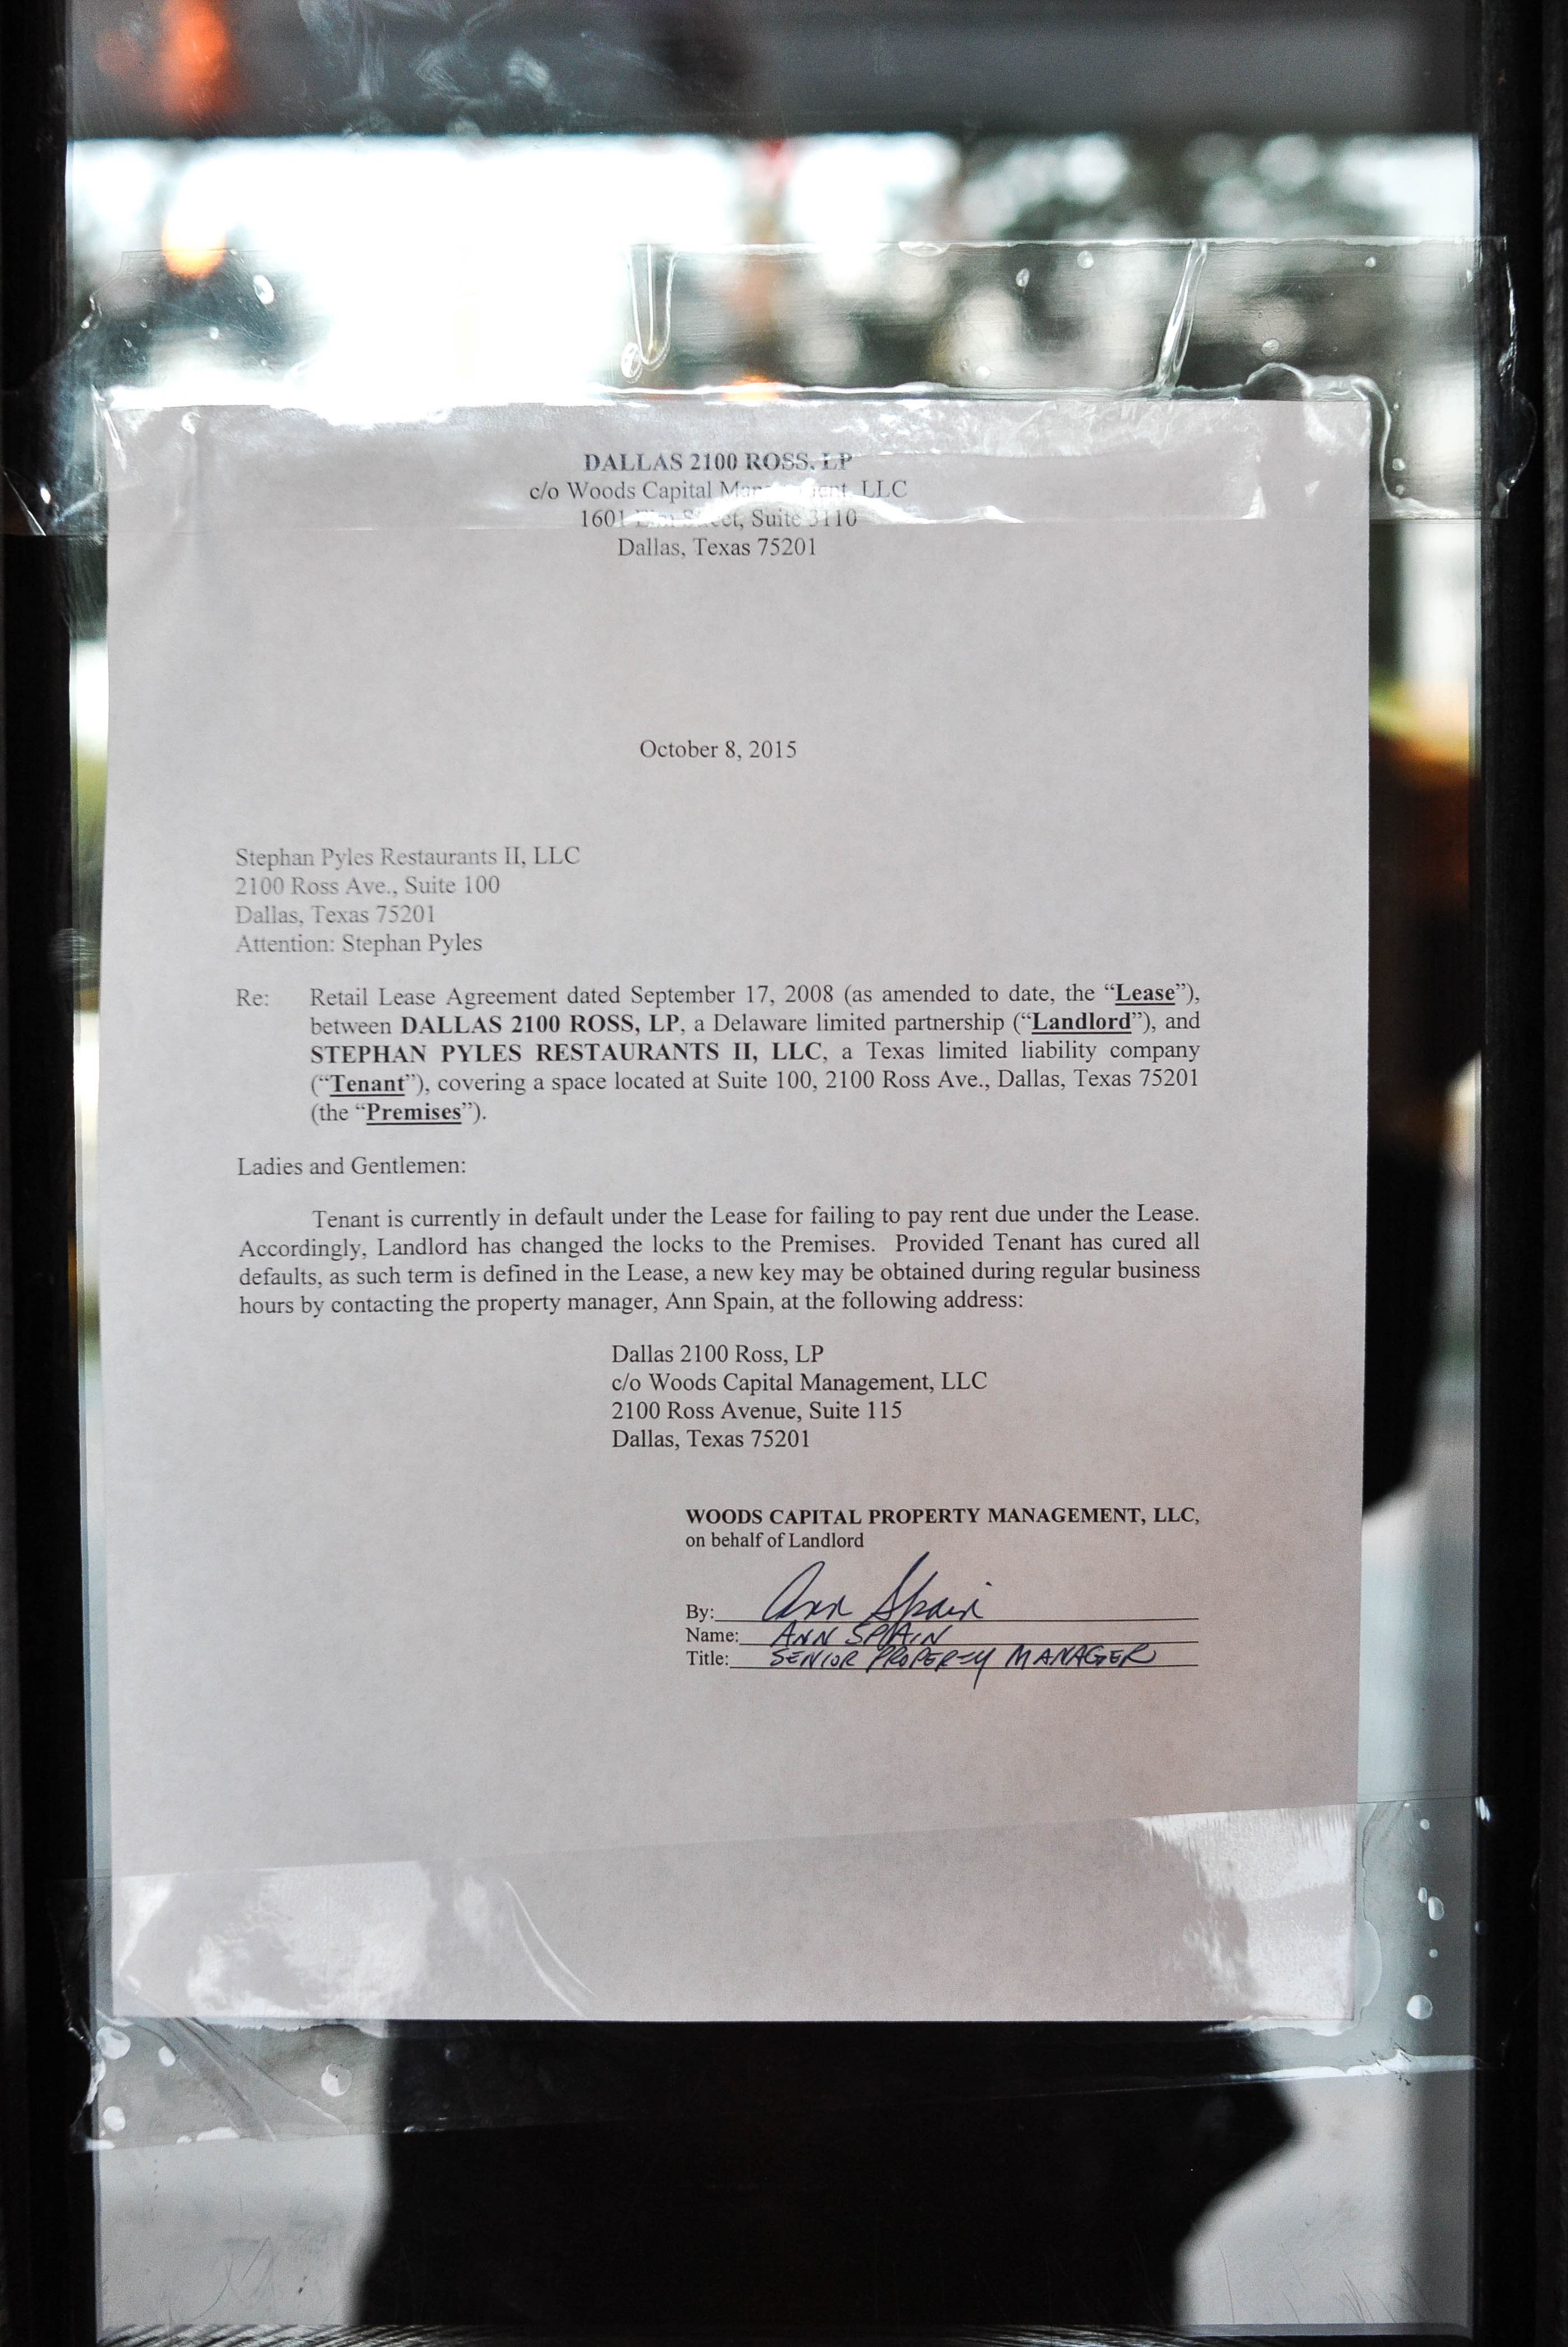 DALLAS 2100 ROSS, LP
c/o Woods Capital Management, LLC
1601 Elm Street, Suite 3110
Dallas, Texas 75201
October 8, 2015
Stephan Pyles Restaurants II, LLC
2100 Ross Ave., Suite 100
Dallas, Texas 75201
Attention: Stephan Pyles
Re: Retail Lease Agreement dated September 17, 2008 (as amended to date, the “Lease”),
between DALLAS 2100 ROSS, LP, a Delaware limited partnership (“Landlord”), and
STEPHAN PYLES RESTAURANTS II, LLC, a Texas limited liability company
(“Tenant”), covering a space located at Suite 100, 2100 Ross Ave., Dallas, Texas 75201
(the “Premises”).
Ladies and Gentlemen:
Tenant is currently in default under the Lease for failing to pay rent due under the Lease.
Accordingly, Landlord has changed the locks to the Premises. Provided Tenant has cured all
defaults, as such term is defined in the Lease, a new key may be obtained during regular business
hours by contacting the property manager, Ann Spain, at the following address:
Dallas 2100 Ross, LP
c/o Woods Capital Management, LLC
2100 Ross Avenue, Suite 115
Dallas, Texas 75201
WOODS CAPITAL PROPERTY MANAGEMENT, LLC,
on behalf of Landlord
By: Ann Spain
Name: ANN SPAIN
Title: SENIOR PROPERTY MANAGER